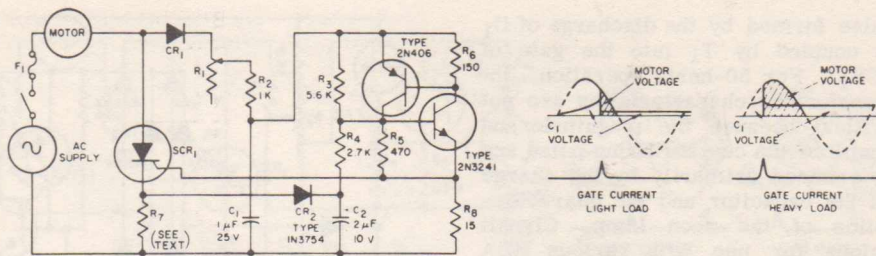 MOTOR
F1
AC
SUPPLY
CR1
R1
R2
1 K
SCR1
R7
(SEE
TEXT)
C1
1 µF
25 V
CR2
TYPE
1N3754
R3
5.6 K
R4
2.7 K
C2
2 µF
10 V
R5
470
TYPE
2N406
R6
150
TYPE
2N3241
R8
15
MOTOR
VOLTAGE
C1
VOLTAGE
GATE CURRENT
LIGHT LOAD
MOTOR
VOLTAGE
C1
VOLTAGE
GATE CURRENT
HEAVY LOAD